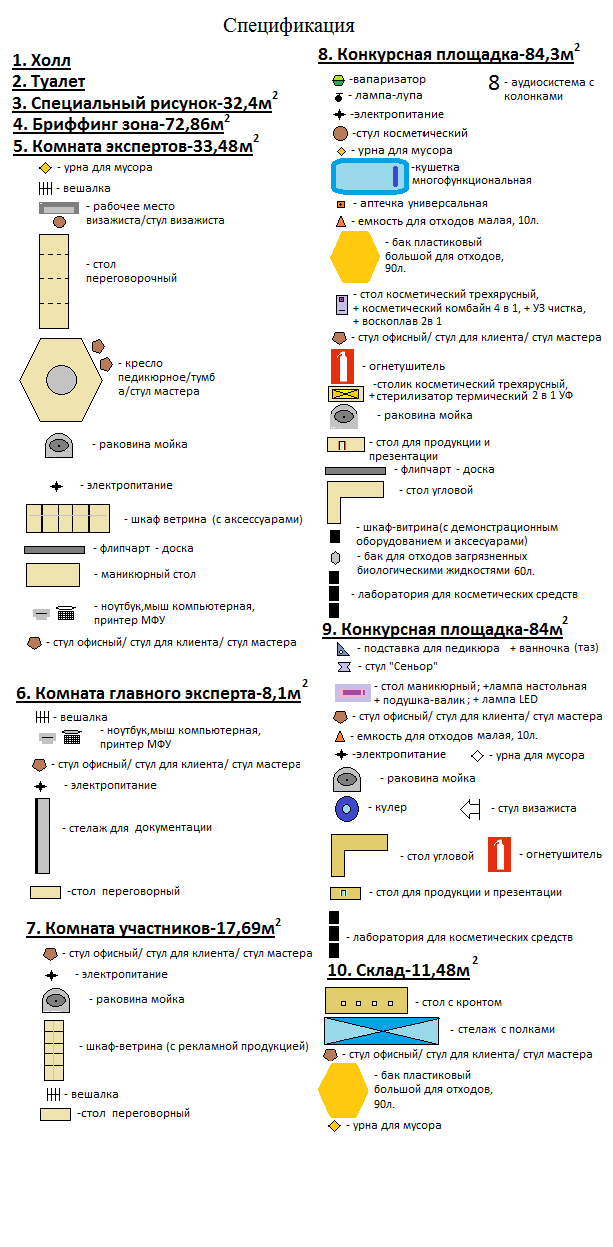 Спецификация
1. Холл
2. Туалет
3. Специальный рисунок-32,4м2
4. Бриффинг зона-72,86м2
5. Комната экспертов-33,48м2
- урна для мусора
- вешалка
- рабочее место
визажиста/стул визажиста
- стол
переговорочный
- кресло
педикюрное/тумб
а/стул мастера
- раковина мойка
- электропитание
- шкаф ветрина (с аксессуарами)
- флипчарт - доска
- маникюрный стол
- ноутбук,мыш компьютерная,
принтер МФУ
- стул офисный/ стул для клиента/ стул мастера
6. Комната главного эксперта-8,1м2
- вешалка
- ноутбук,мыш компьютерная,
принтер МФУ
- стул офисный/ стул для клиента/ стул мастера
- электропитание
- стелаж для документации
-стол переговорный
7. Комната участников-17,69м2
- стул офисный/ стул для клиента/ стул мастера
- электропитание
- раковина мойка
- шкаф-ветрина (с рекламной продукцией)
- вешалка
-стол переговорный
8. Конкурсная площадка-84,3м2
-вапаризатор
8 - аудиосистема с
колонками
- лампа-лупа
-электропитание
-стул косметический
- урна для мусора
-кушетка
многофункциональная
- аптечка универсальная
- емкость для отходов малая, 10л.
- бак пластиковый
большой для отходов,
90л.
- стол косметический трехярусный,
+ косметический комбайн 4 в 1, + УЗ чистка,
+ воскоплав 2в 1
- стул офисный/ стул для клиента/ стул мастера
- огнетушитель
-столик косметический трехярусный,
+стерилизатор термический 2 в 1 УФ
- раковина мойка
П - стол для продукции и
презентации
- флипчарт - доска
- стол угловой
- шкаф-витрина(с демонстрационным
оборудованием и аксесуарами)
- бак для отходов загрязненных
биологическими жидкостями 60л.
- лаборатория для косметических средств
9. Конкурсная площадка-84м2
- подставка для педикюра + ванночка (таз)
- стул "Сеньор"
- стол маникюрный; +лампа настольная
+ подушка-валик; + лампа LED
- стул офисный/ стул для клиента/ стул мастера
- емкость для отходов малая, 10л.
-электропитание - урна для мусора
- раковина мойка
- кулер - стул визажиста
- стол угловой - огнетушитель
- стол для продукции и презентации
- лаборатория для косметических средств
10. Склад-11,48м2
- стол с кронтом
- стелаж с полками
- стул офисный/ стул для клиента/ стул мастера
- бак пластиковый
большой для отходов,
90л.
- урна для мусора